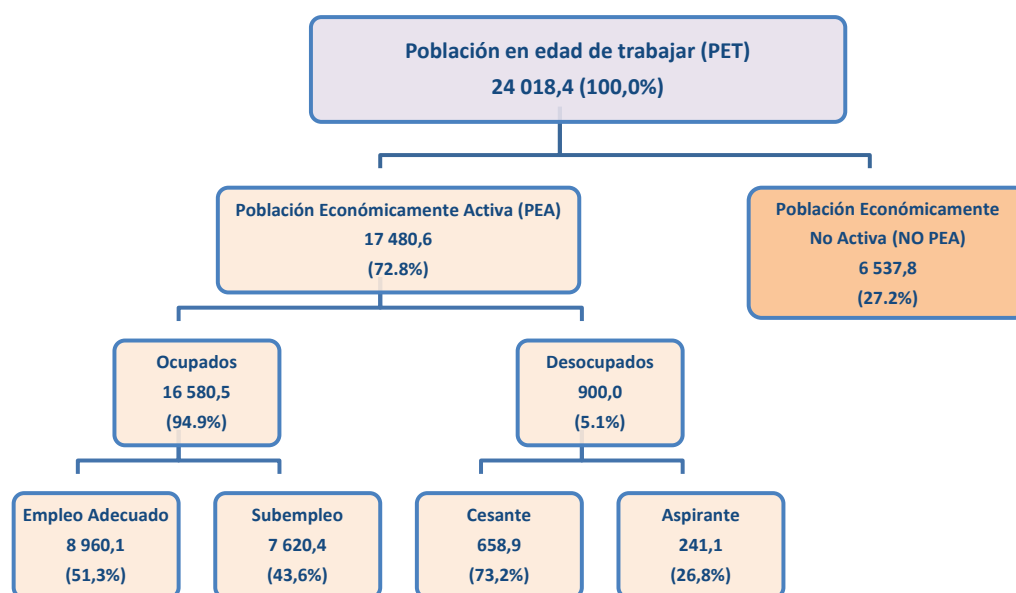 Población en edad de trabajar (PET)
24 018,4 (100,0%)
Población Económicamente Activa (PEA)
17 480,6
(72.8%)
Población Económicamente
No Activa (NO PEA)
6 537,8
(27.2%)
Ocupados
16 580,5
(94.9%)
Desocupados
900,0
(5.1%)
Empleo Adecuado
8 960,1
(51,3%)
Subempleo
7 620,4
(43,6%)
Cesante
658,9
(73,2%)
Aspirante
241,1
(26,8%)